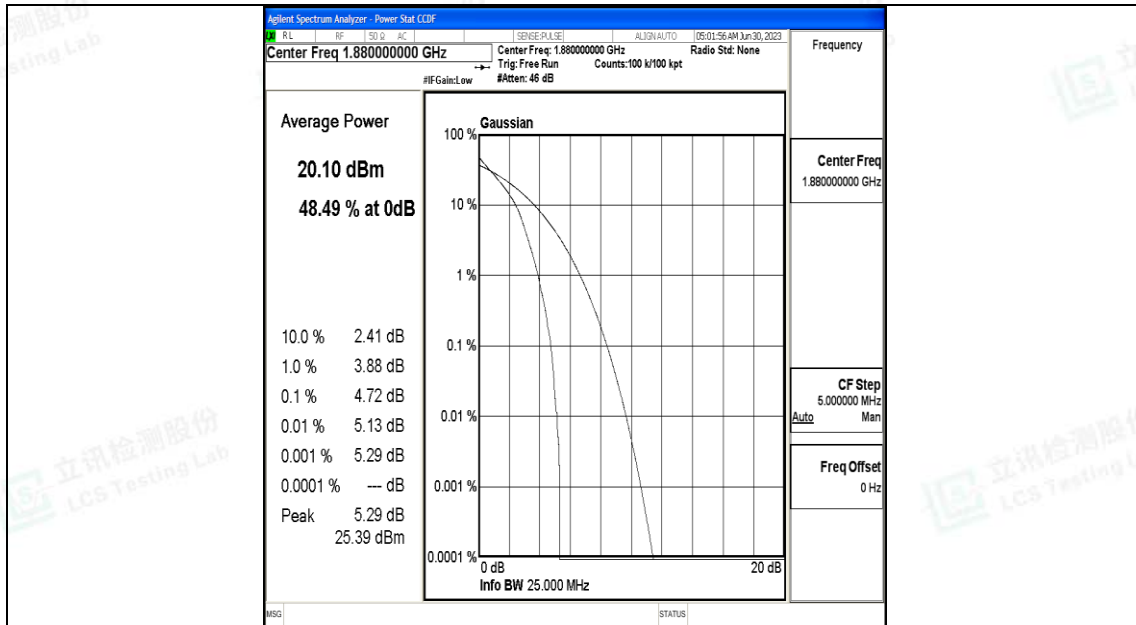 Agilent Spectrum Analyzer - Power Stat CCDF
RL RF 50 Ω AC SENSE:PULSE ALIGN AUTO 05:01:56 AM Jun 30, 2023
Center Freq 1.880000000 GHz
Center Freq: 1.880000000 GHz Radio Std: None
Trig: Free Run Counts:100 k/100 kpt
#IFGain:Low #Atten: 46 dB
Frequency
Average Power
20.10 dBm
48.49 % at 0dB
10.0 % 2.41 dB
1.0 % 3.88 dB
0.1 % 4.72 dB
0.01 % 5.13 dB
0.001 % 5.29 dB
0.0001 % --- dB
Peak 5.29 dB
25.39 dBm
Gaussian
100 %
10 %
1 %
0.1 %
0.01 %
0.001 %
0.0001 %
0 dB 20 dB
Info BW 25.000 MHz
Center Freq
1.880000000 GHz
CF Step
5.000000 MHz
Auto Man
Freq Offset
0 Hz
MSG STATUS
立讯检测股份
LCS Testing Lab